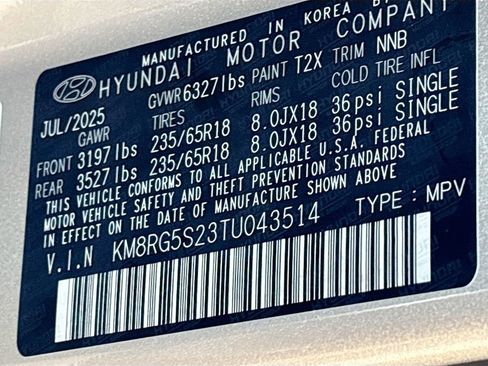 MANUFACTURED IN KOREA BY
HYUNDAI MOTOR COMPANY
JUL/2025 GVWR 6327lbs PAINT T2X TRIM NNB
GAWR TIRES RIMS COLD TIRE INFL
FRONT 3197lbs 235/65R18 8.0JX18 36psi SINGLE
REAR 3527lbs 235/65R18 8.0JX18 36psi SINGLE
THIS VEHICLE CONFORMS TO ALL APPLICABLE U.S.A. FEDERAL
MOTOR VEHICLE SAFETY AND THEFT PREVENTION STANDARDS
IN EFFECT ON THE DATE OF MANUFACTURE SHOWN ABOVE
V.I.N KM8RG5S23TU043514 TYPE : MPV